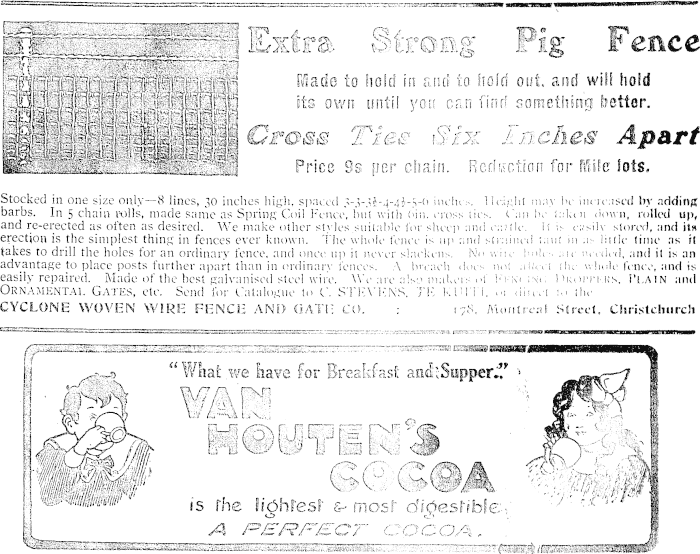 Extra Strong Pig Fence
Made to hold in and to hold out, and will hold
its own until you can find something better.
Cross Ties Six Inches Apart
Price 9s per chain. Reduction for Mile lots.
Stocked in one size only—8 lines, 30 inches high, spaced 3-3-3½-4-4½-5-6 inches. Height may be increased by adding
barbs. In 5 chain rolls, made same as Spring Coil Fence, but with 6in. cross ties. Can be taken down, rolled up,
and re-erected as often as desired. We make other styles suitable for sheep and cattle. It is easily stored, and its
erection is the simplest thing in fences ever known. The whole fence is up and strained taut in as little time as it
takes to drill the holes for an ordinary fence, and once up it never slackens. No wire holes are needed, and it is an
advantage to place posts further apart than in ordinary fences. A breach does not affect the whole fence, and is
easily repaired. Made of the best galvanised steel wire. We are also makers of FENCING DROPPERS, PLAIN and
ORNAMENTAL GATES, etc. Send for Catalogue to C. STEVENS, TE KUITI, or direct to the
CYCLONE WOVEN WIRE FENCE AND GATE CO. : 178, Montreal Street, Christchurch
"What we have for Breakfast and Supper."
VAN
HOUTEN'S
COCOA
is the lightest & most digestible
A PERFECT COCOA.